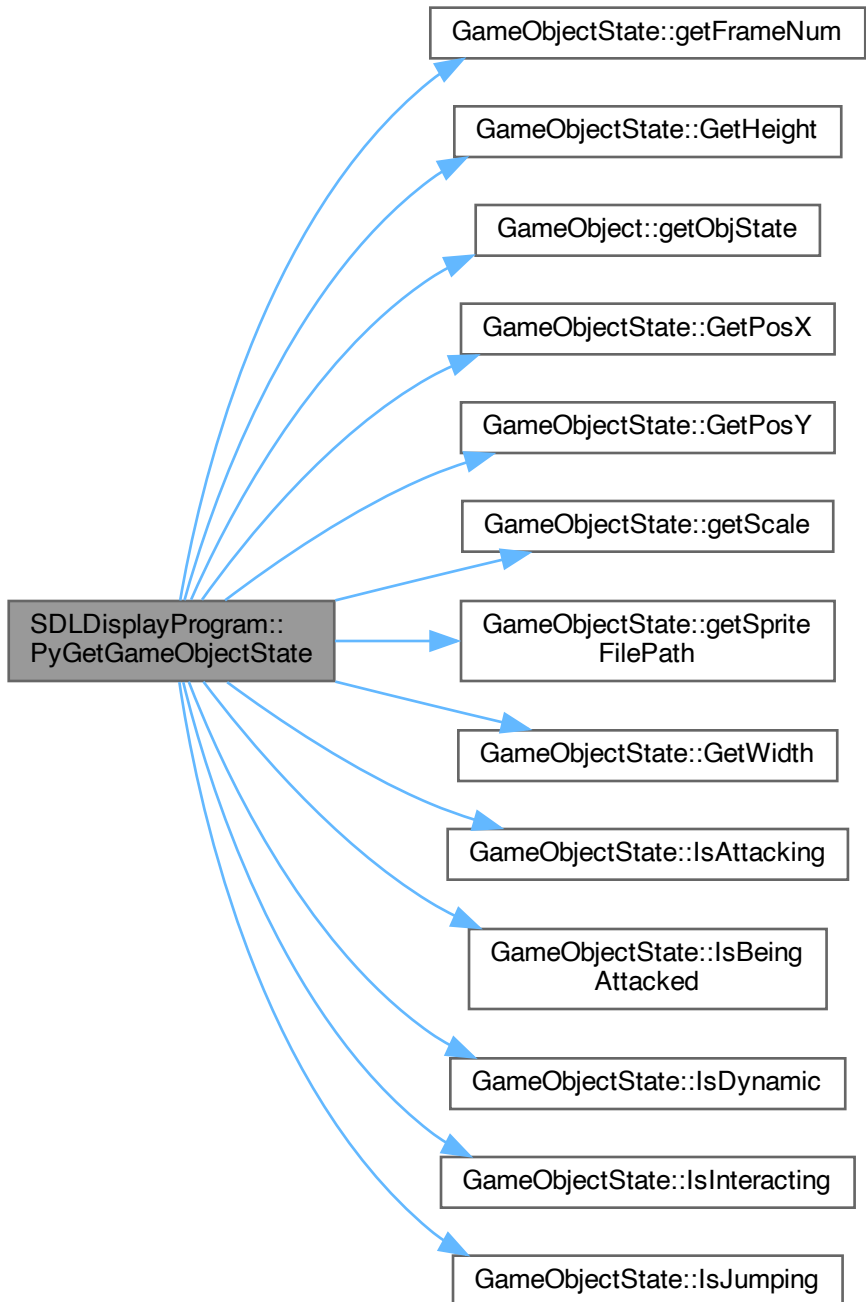 GameObjectState::getFrameNum
GameObjectState::GetHeight
GameObject::getObjState
GameObjectState::GetPosX
GameObjectState::GetPosY
GameObjectState::getScale
SDLDisplayProgram::
PyGetGameObjectState
GameObjectState::getSprite
FilePath
GameObjectState::GetWidth
GameObjectState::IsAttacking
GameObjectState::IsBeing
Attacked
GameObjectState::IsDynamic
GameObjectState::IsInteracting
GameObjectState::IsJumping